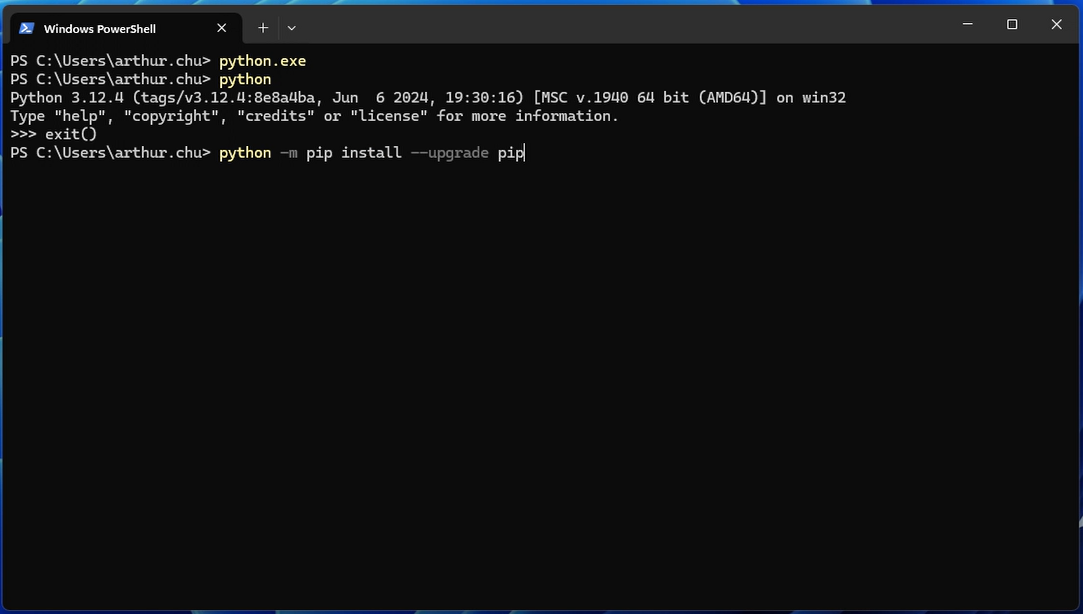 Windows PowerShell
PS C:\Users\arthur.chu> python.exe
PS C:\Users\arthur.chu> python
Python 3.12.4 (tags/v3.12.4:8e8a4ba, Jun  6 2024, 19:30:16) [MSC v.1940 64 bit (AMD64)] on win32
Type "help", "copyright", "credits" or "license" for more information.
>>> exit()
PS C:\Users\arthur.chu> python -m pip install --upgrade pip